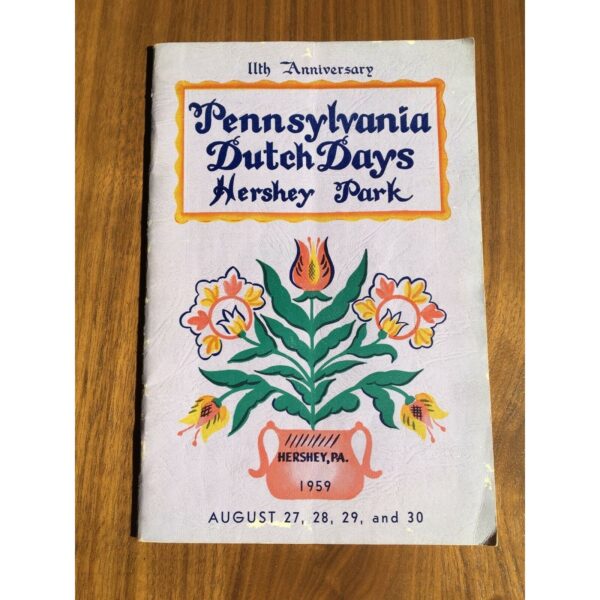 11th Anniversary
Pennsylvania
Dutch Days
Hershey Park
HERSHEY, PA.
1959
AUGUST 27, 28, 29, and 30